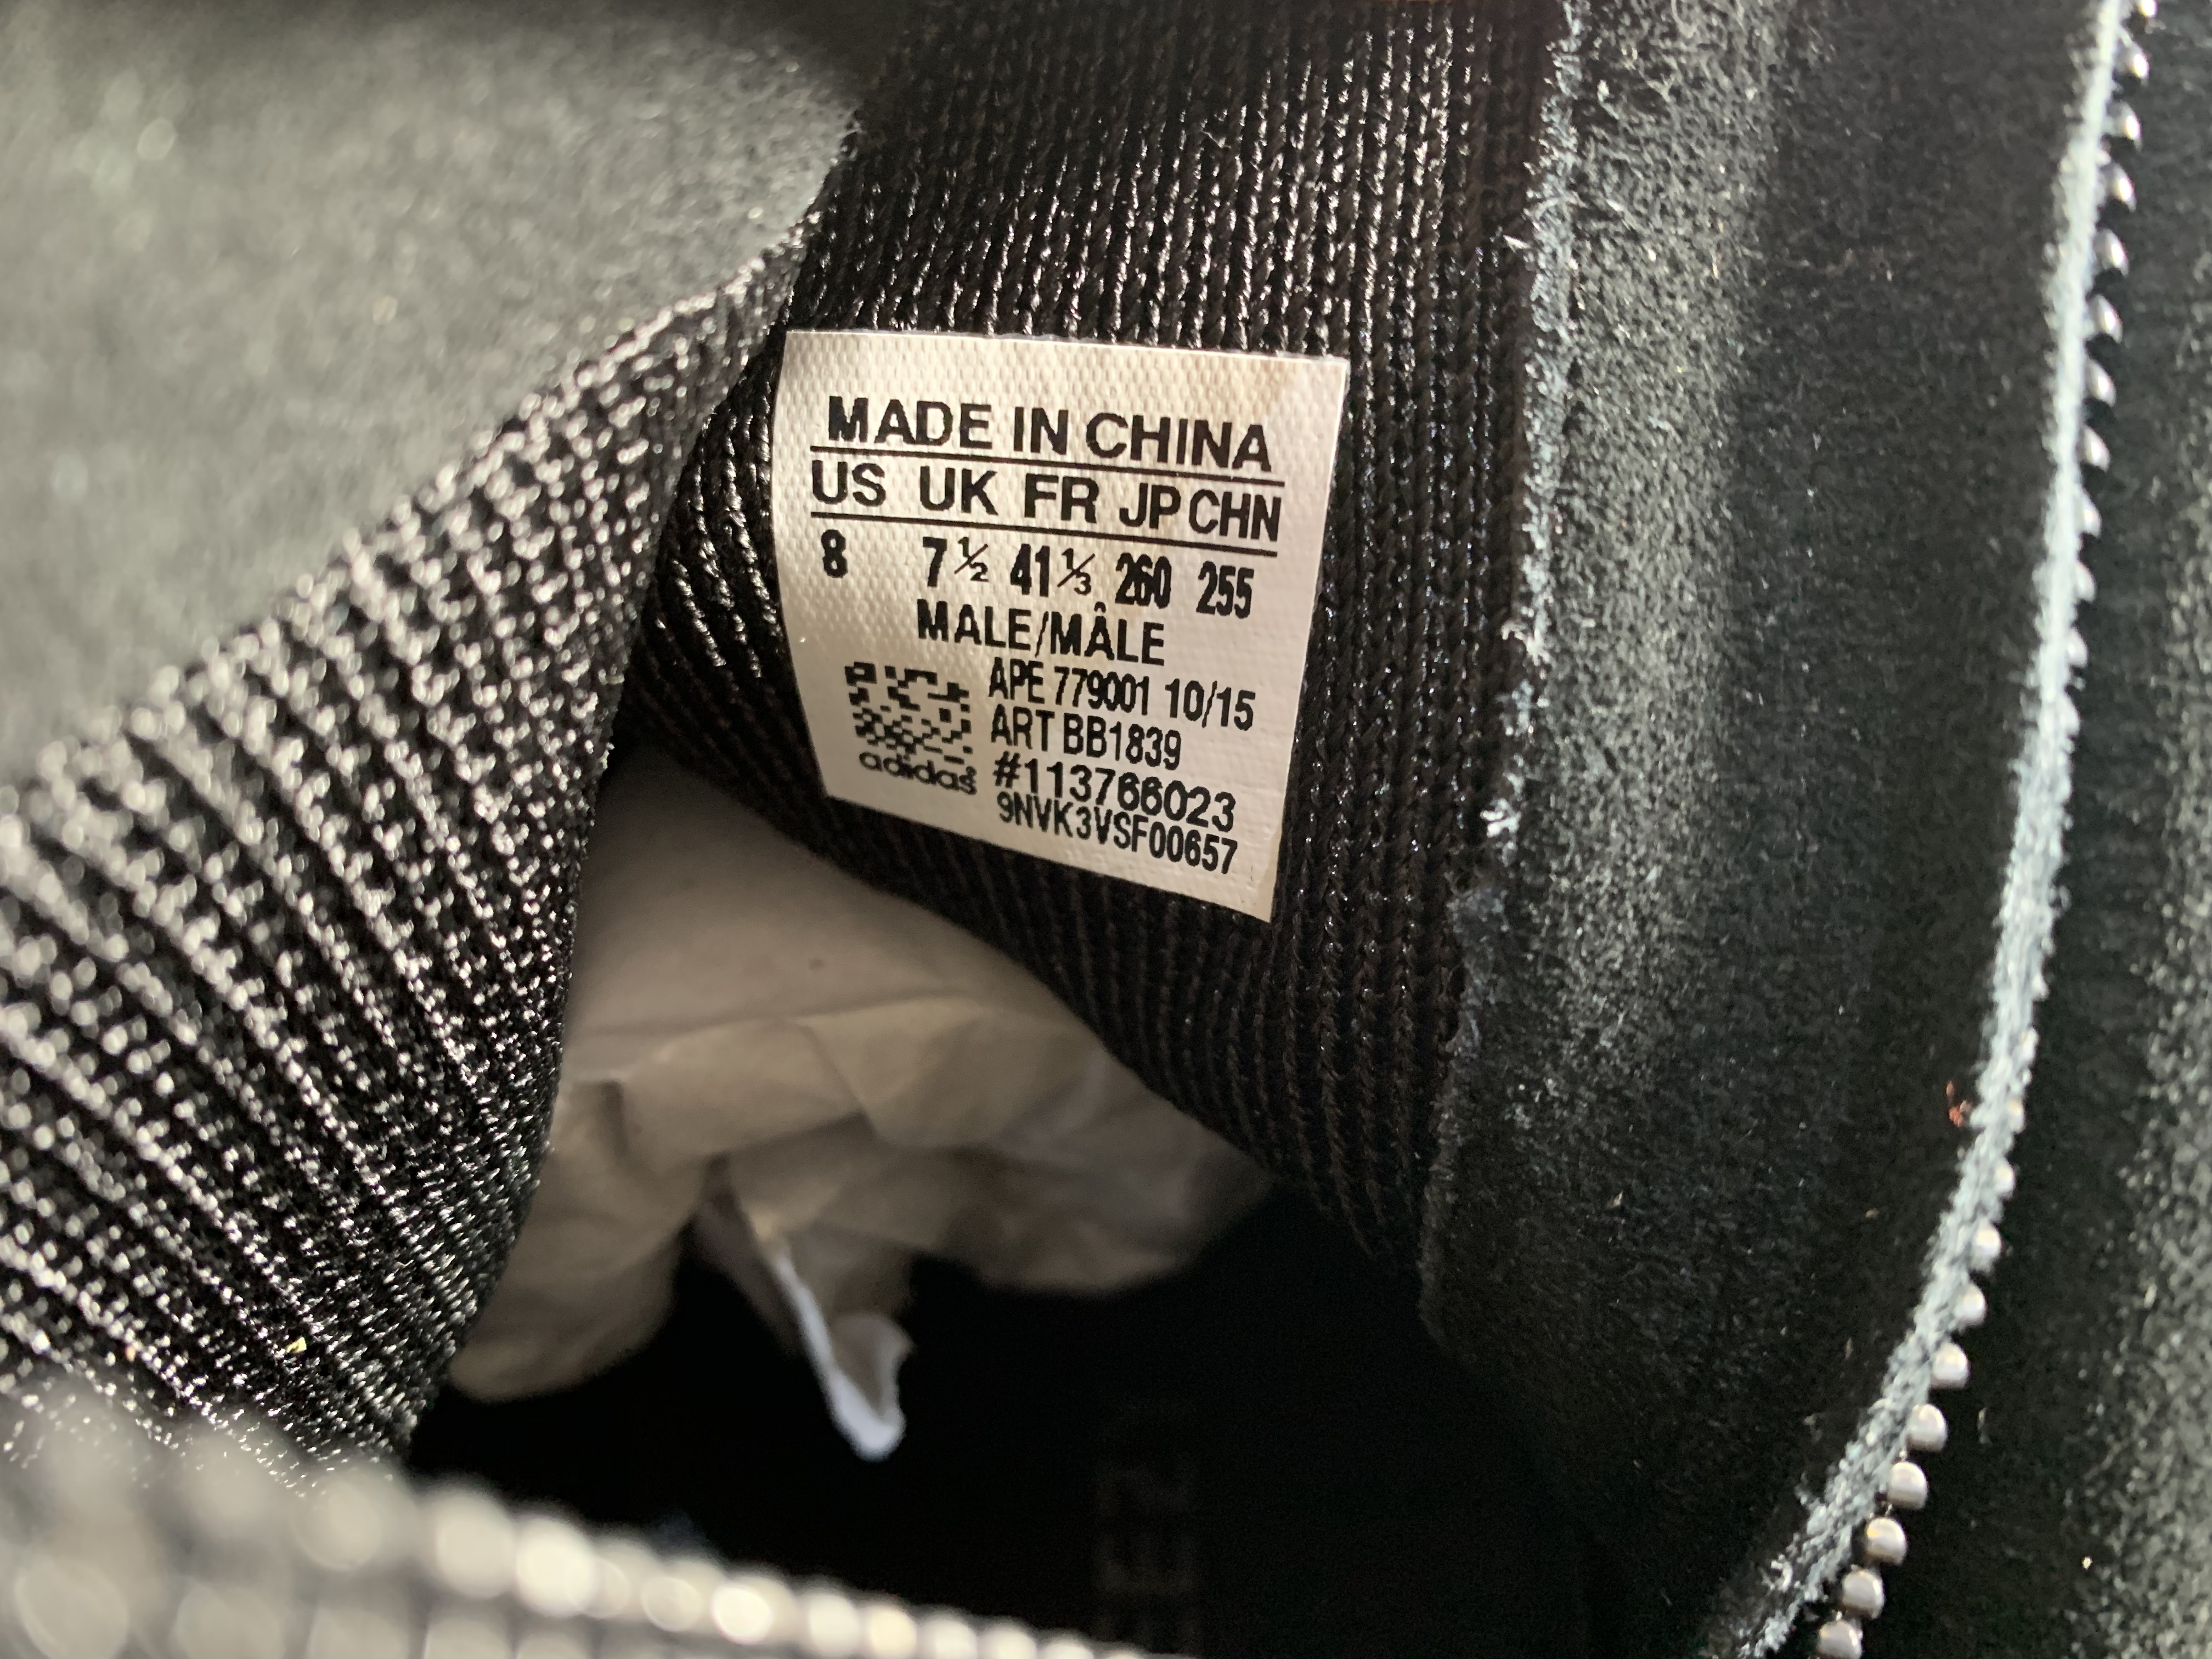 MADE IN CHINA
US UK FR JP CHN
8 7½ 41⅓ 260 255
MALE/MÂLE
APE 779001 10/15
ART BB1839
adidas #113766023
9NVK3VSF00657